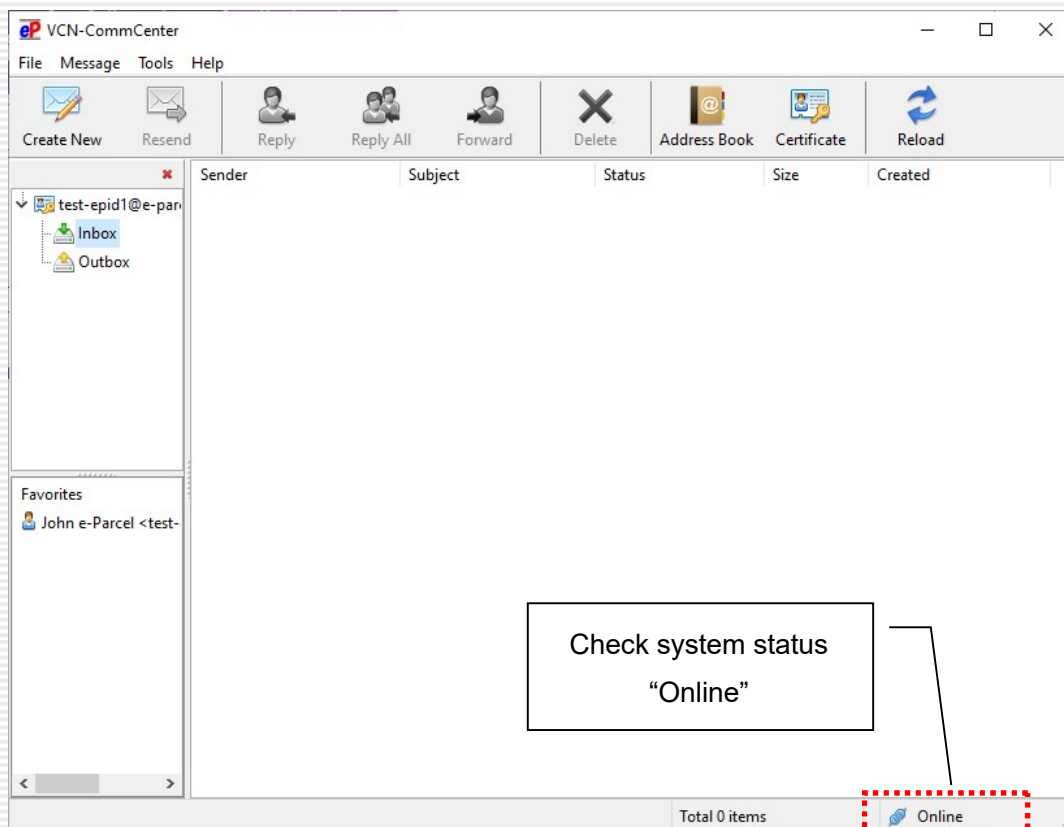 eP VCN-CommCenter
File Message Tools Help
Create New Resend Reply Reply All Forward Delete Address Book Certificate Reload
Sender Subject Status Size Created
test-epid1@e-par
Inbox
Outbox
Favorites
John e-Parcel <test-
Check system status
“Online”
Total 0 items Online